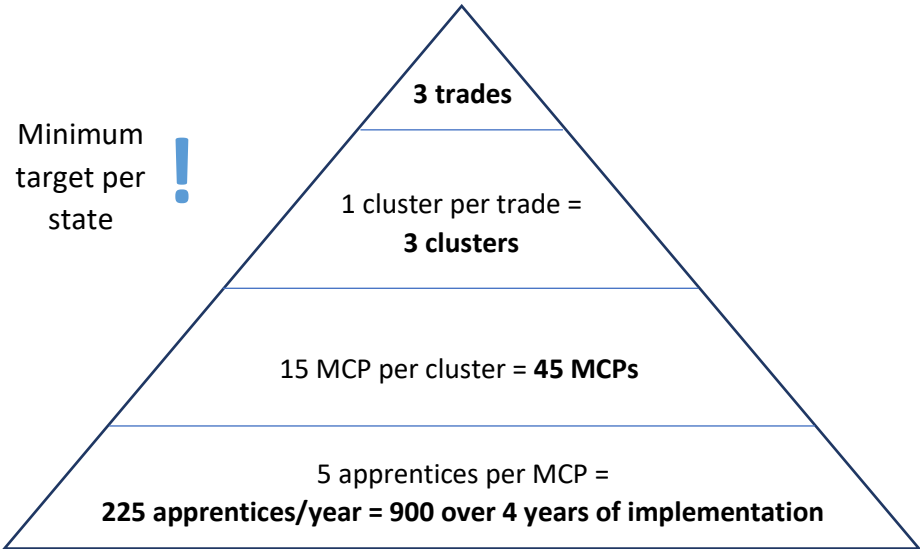 3 trades
Minimum
target per
state
!
1 cluster per trade =
3 clusters
15 MCP per cluster = 45 MCPs
5 apprentices per MCP =
225 apprentices/year = 900 over 4 years of implementation